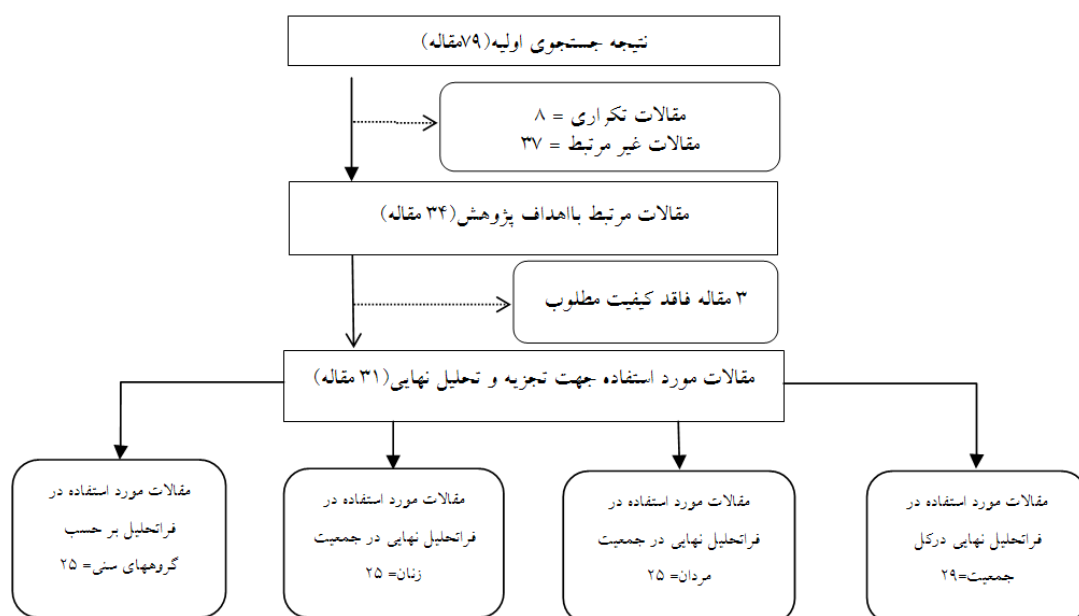 نتیجه جستجوی اولیه(۷۹مقاله)
مقالات تکراری = ۸
مقالات غیر مرتبط = ۳۷
مقالات مرتبط بااهداف پژوهش(۳۴ مقاله)
۳ مقاله فاقد کیفیت مطلوب
مقالات مورد استفاده جهت تجزیه و تحلیل نهایی(۳۱ مقاله)
مقالات مورد استفاده در
فراتحلیل نهایی درکل
جمعیت=۲۹
مقالات مورد استفاده در
فراتحلیل نهایی در جمعیت
مردان= ۲۵
مقالات مورد استفاده در
فراتحلیل نهایی در جمعیت
زنان= ۲۵
مقالات مورد استفاده در
فراتحلیل بر حسب
گروههای سنی= ۲۵